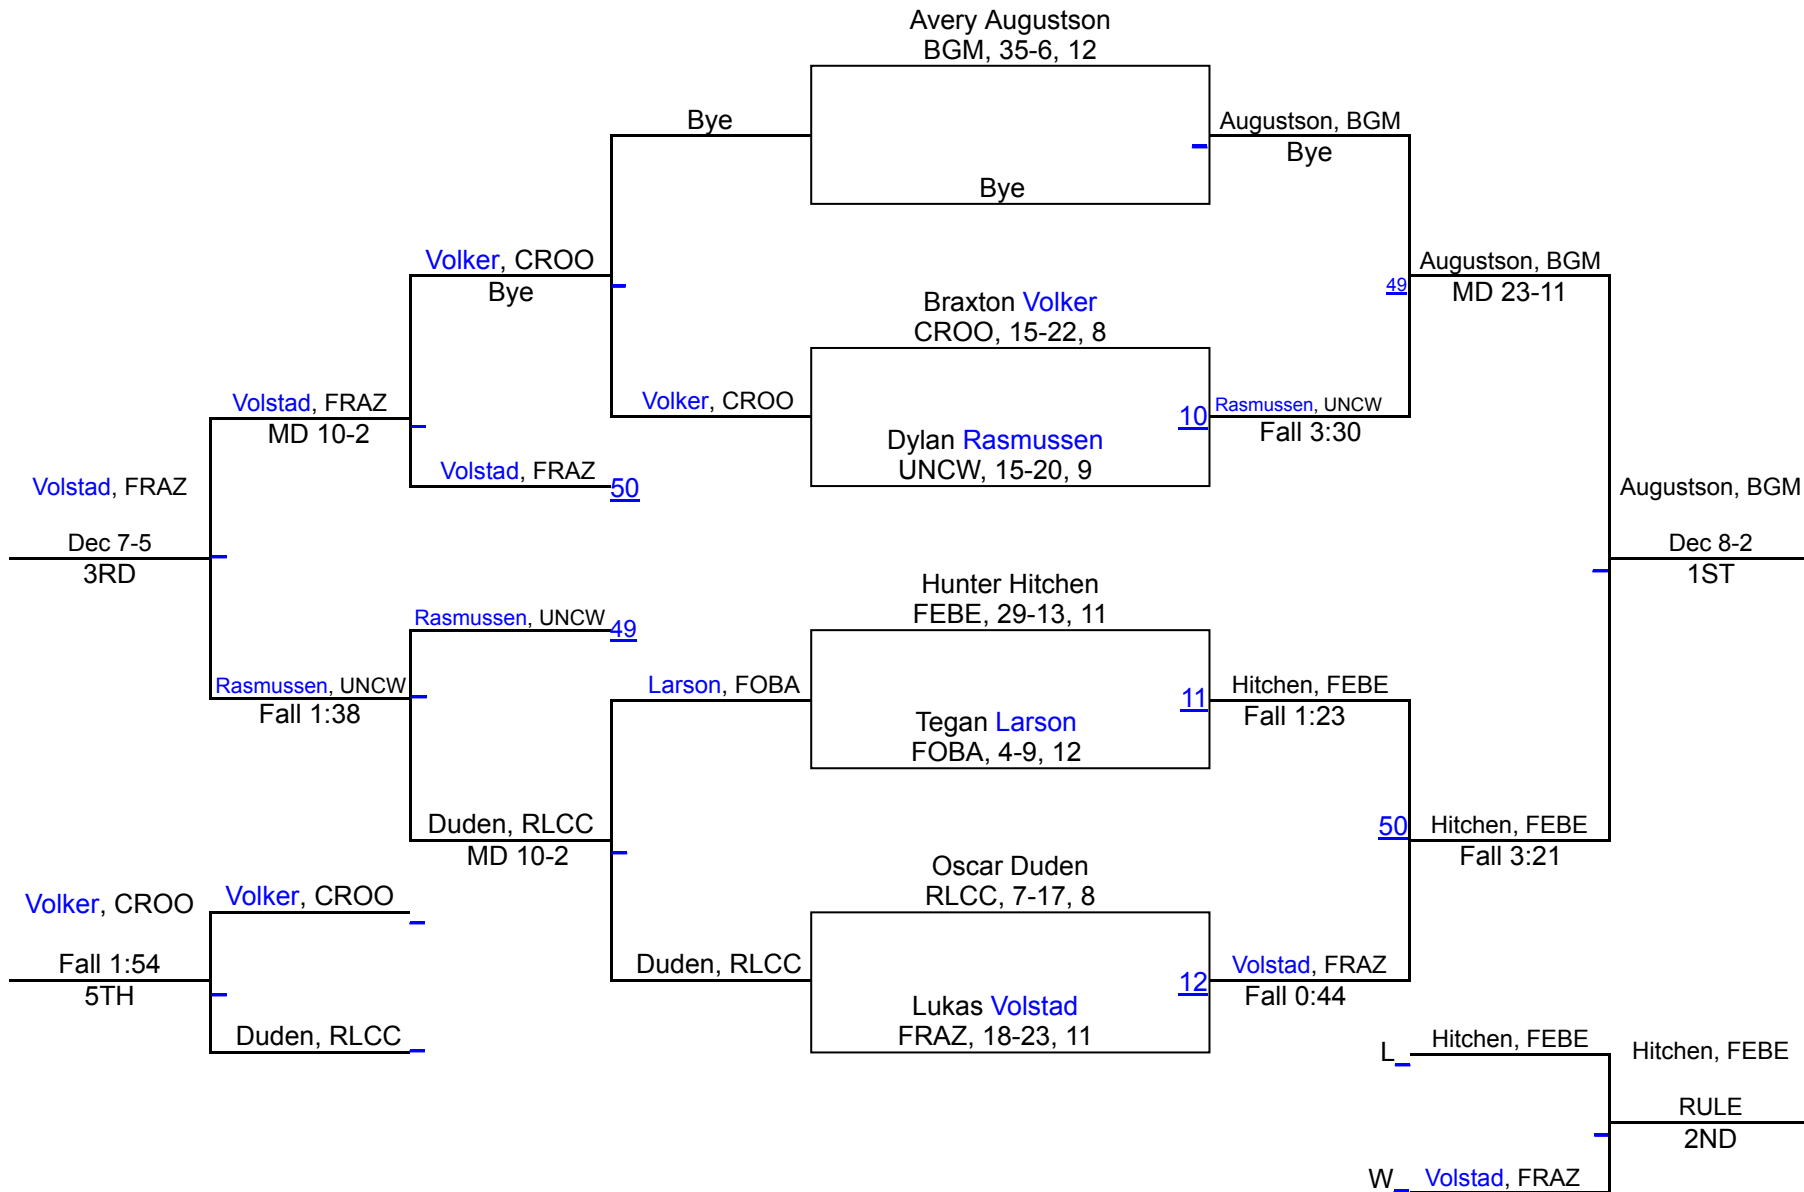 Avery Augustson
BGM, 35-6, 12
Bye
Augustson, BGM
Bye
Bye
Volker, CROO
Bye
Augustson, BGM
49
MD 23-11
Braxton Volker
CROO, 15-22, 8
Volstad, FRAZ
MD 10-2
Volker, CROO
10
Rasmussen, UNCW
Fall 3:30
Dylan Rasmussen
UNCW, 15-20, 9
Volstad, FRAZ
50
Volstad, FRAZ
Augustson, BGM
Dec 7-5
3RD
Dec 8-2
1ST
Hunter Hitchen
FEBE, 29-13, 11
Rasmussen, UNCW
49
Rasmussen, UNCW
Fall 1:38
Larson, FOBA
11
Hitchen, FEBE
Fall 1:23
Tegan Larson
FOBA, 4-9, 12
Duden, RLCC
MD 10-2
50
Hitchen, FEBE
Fall 3:21
Oscar Duden
RLCC, 7-17, 8
Volker, CROO
Volker, CROO
Fall 1:54
5TH
Duden, RLCC
12
Volstad, FRAZ
Fall 0:44
Lukas Volstad
FRAZ, 18-23, 11
Duden, RLCC
L
Hitchen, FEBE
Hitchen, FEBE
RULE
2ND
W
Volstad, FRAZ